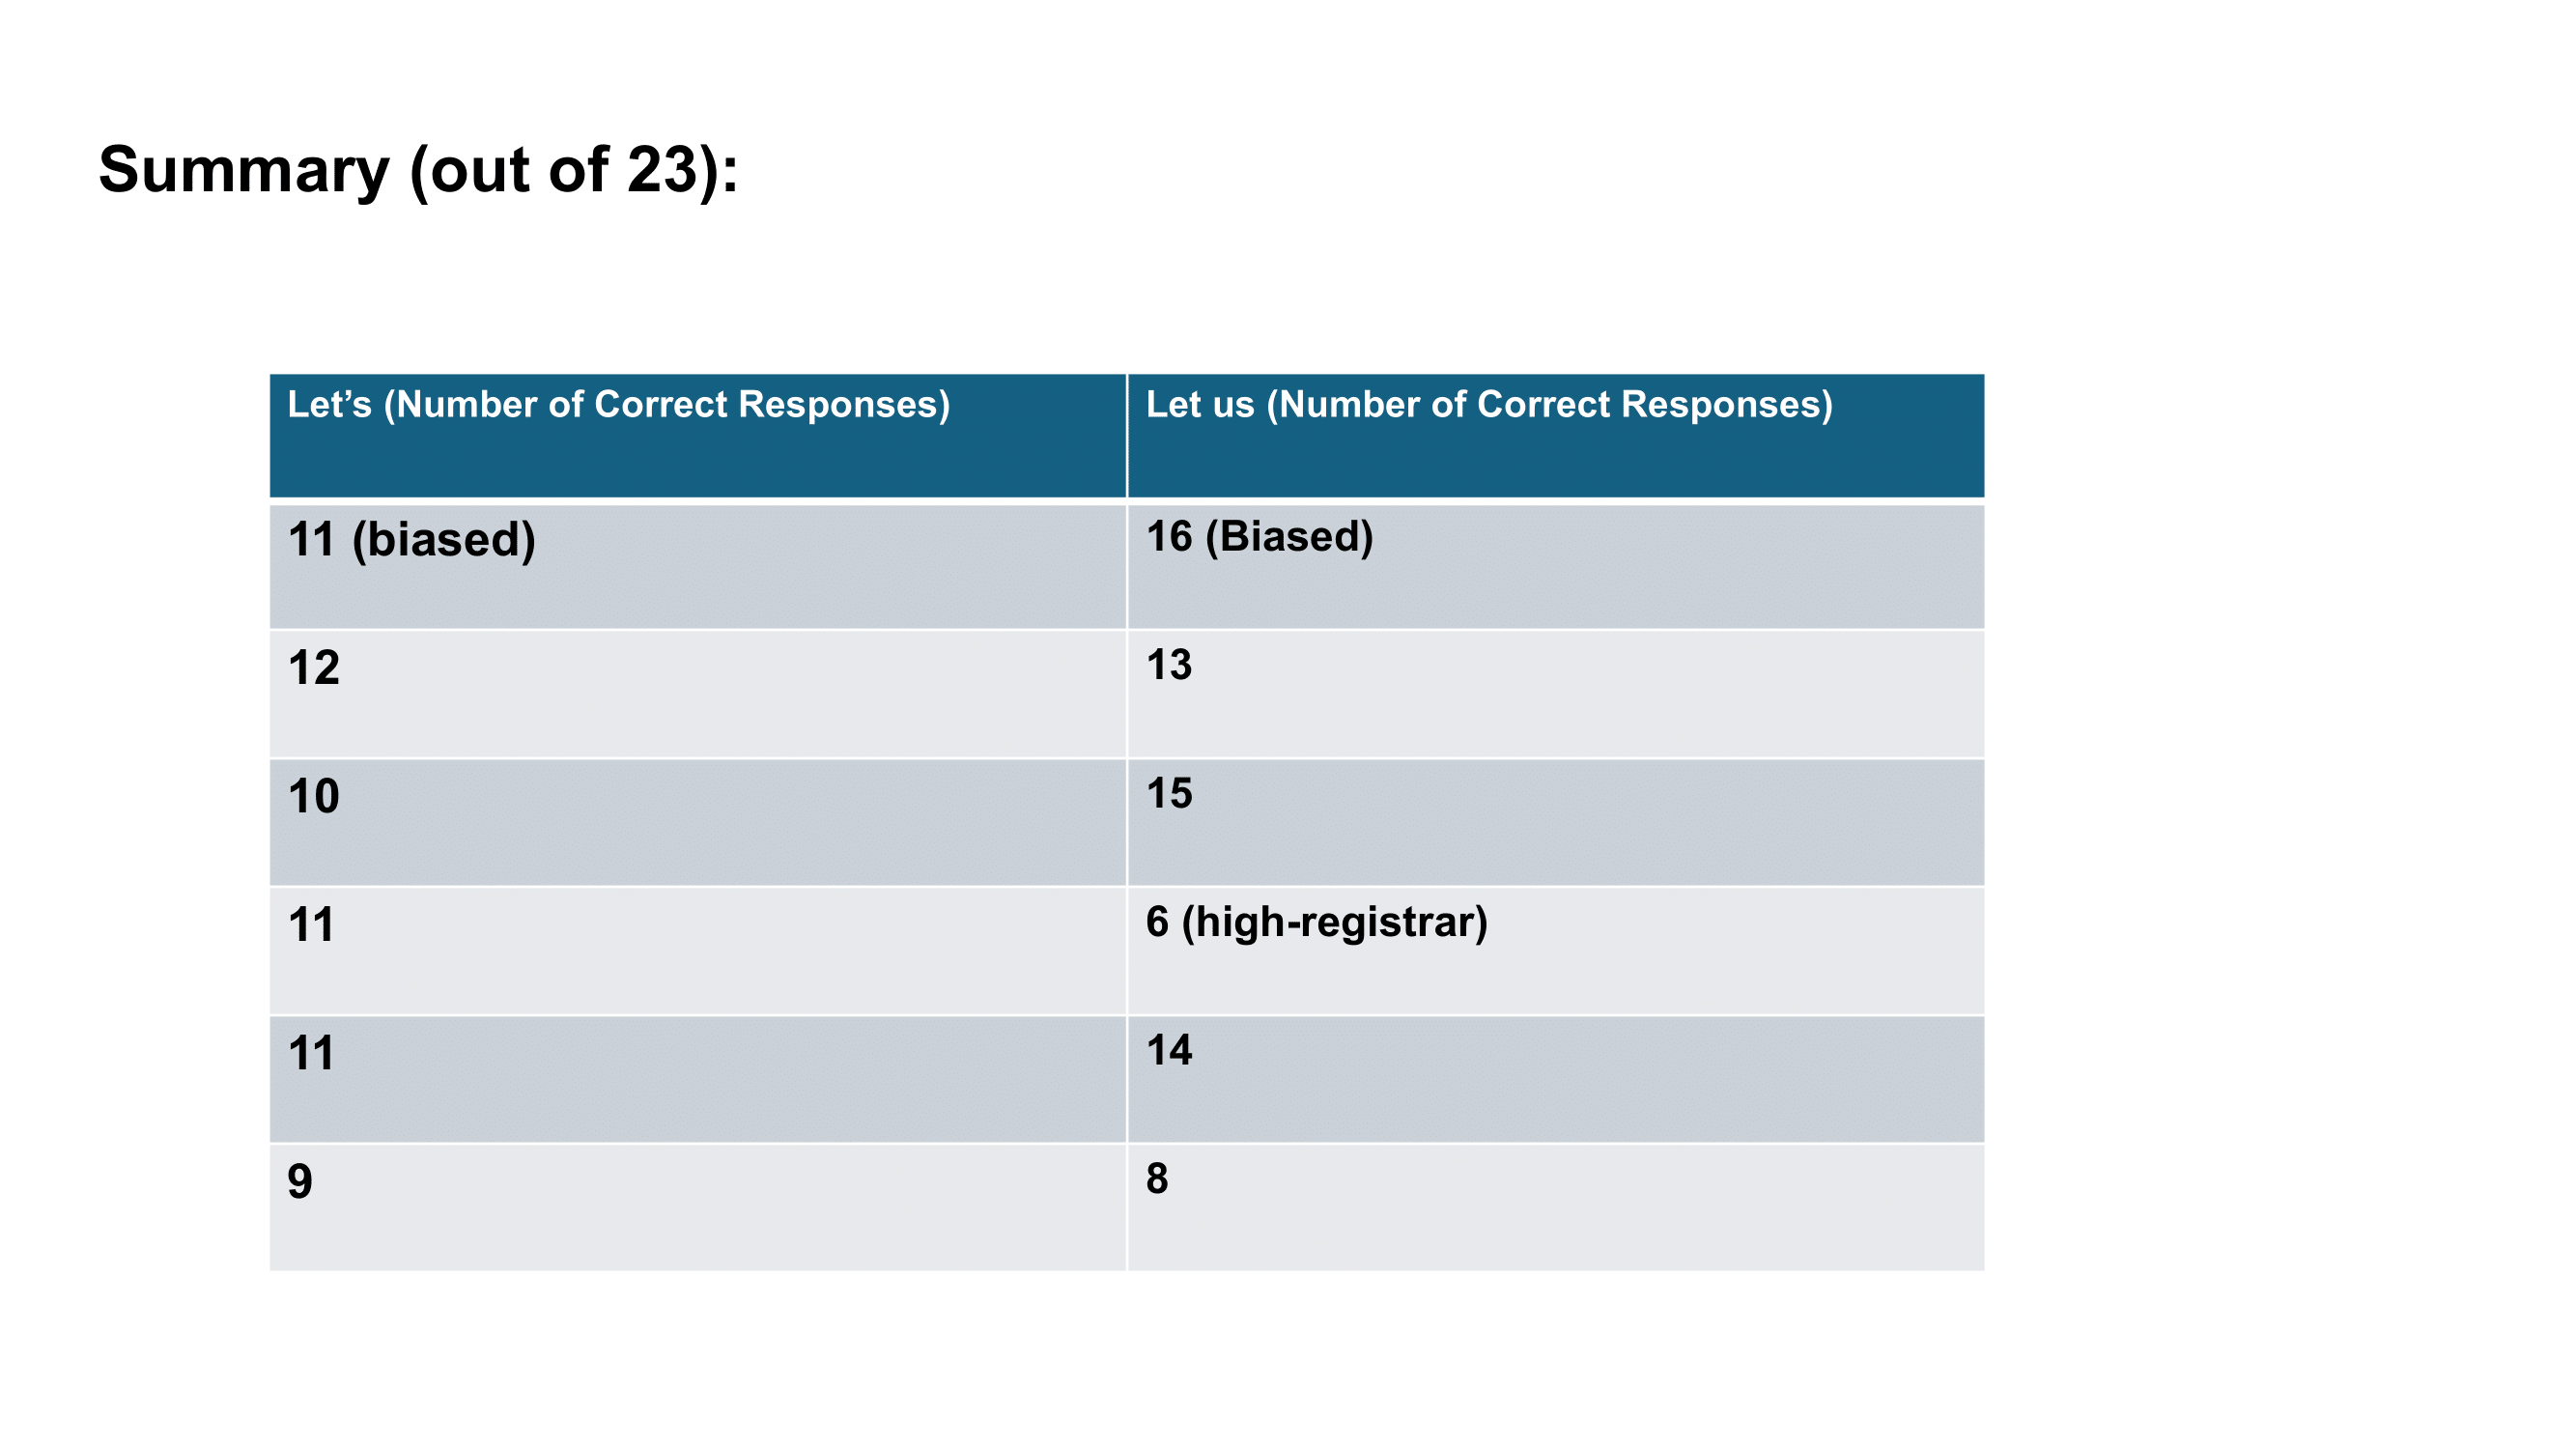 Summary (out of 23):
Let’s (Number of Correct Responses)
Let us (Number of Correct Responses)
11 (biased)
16 (Biased)
12
13
10
15
11
6 (high-registrar)
11
14
9
8